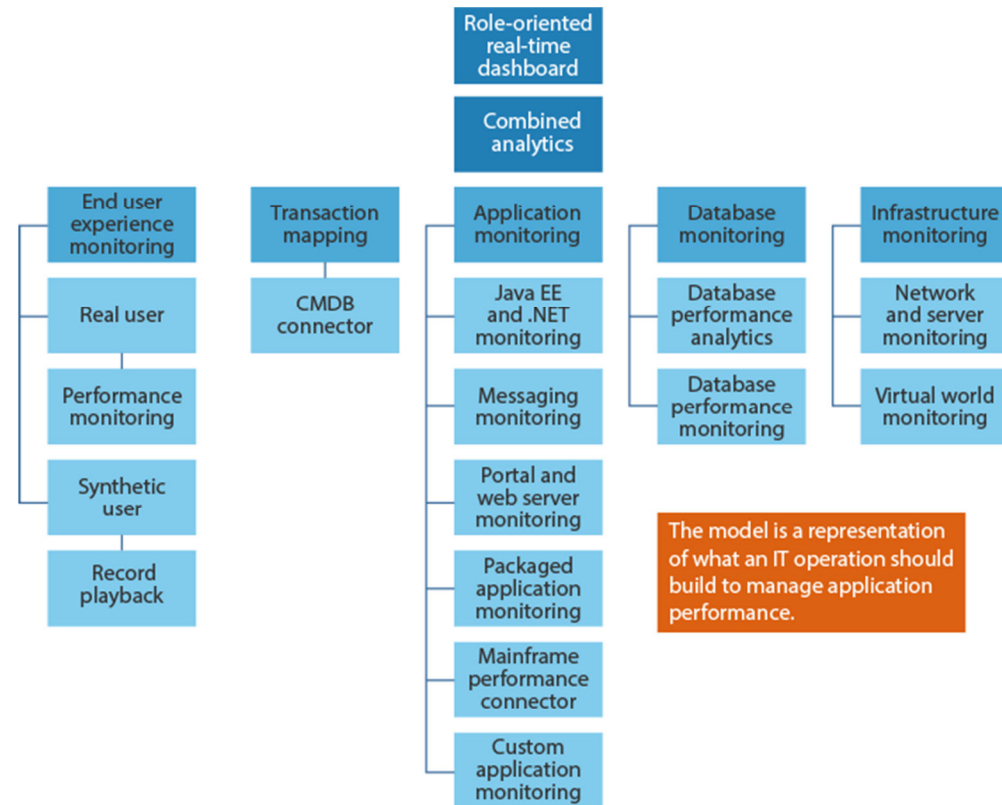 Role-oriented
real-time
dashboard
Combined
analytics
End user
experience
monitoring
Transaction
mapping
Application
monitoring
Database
monitoring
Infrastructure
monitoring
Real user
CMDB
connector
Java EE
and .NET
monitoring
Database
performance
analytics
Network
and server
monitoring
Performance
monitoring
Messaging
monitoring
Database
performance
monitoring
Virtual world
monitoring
Synthetic
user
Portal and
web server
monitoring
Record
playback
Packaged
application
monitoring
The model is a representation
of what an IT operation should
build to manage application
performance.
Mainframe
performance
connector
Custom
application
monitoring